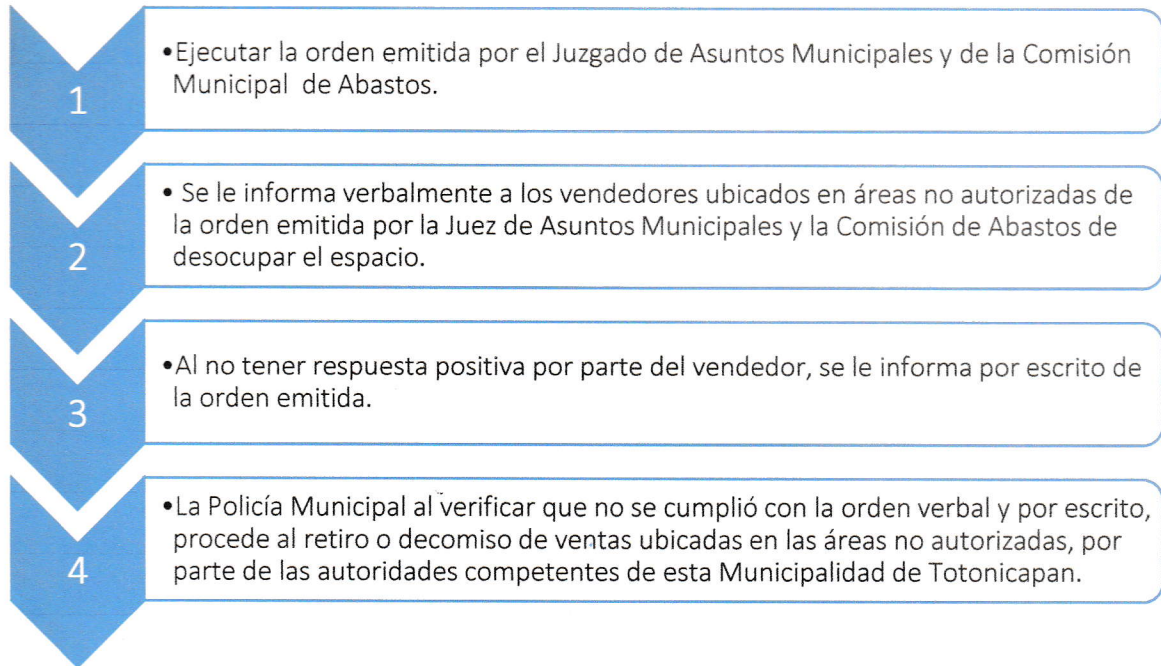 1
•Ejecutar la orden emitida por el Juzgado de Asuntos Municipales y de la Comisión
Municipal de Abastos.
2
• Se le informa verbalmente a los vendedores ubicados en áreas no autorizadas de
la orden emitida por la Juez de Asuntos Municipales y la Comisión de Abastos de
desocupar el espacio.
3
•Al no tener respuesta positiva por parte del vendedor, se le informa por escrito de
la orden emitida.
4
•La Policía Municipal al verificar que no se cumplió con la orden verbal y por escrito,
procede al retiro o decomiso de ventas ubicadas en las áreas no autorizadas, por
parte de las autoridades competentes de esta Municipalidad de Totonicapan.